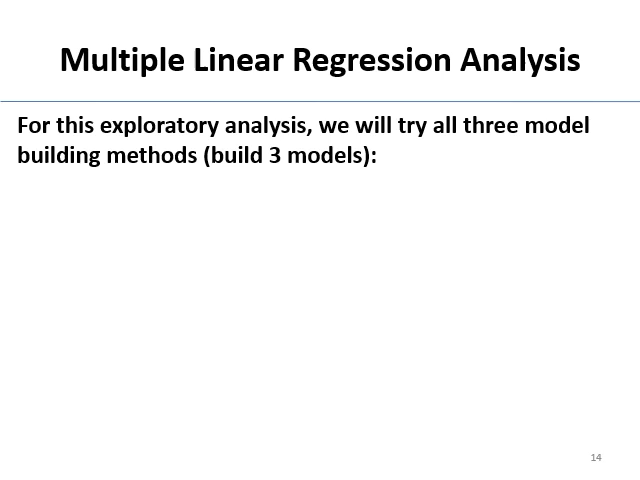 Multiple Linear Regression Analysis
For this exploratory analysis, we will try all three model
building methods (build 3 models):
14